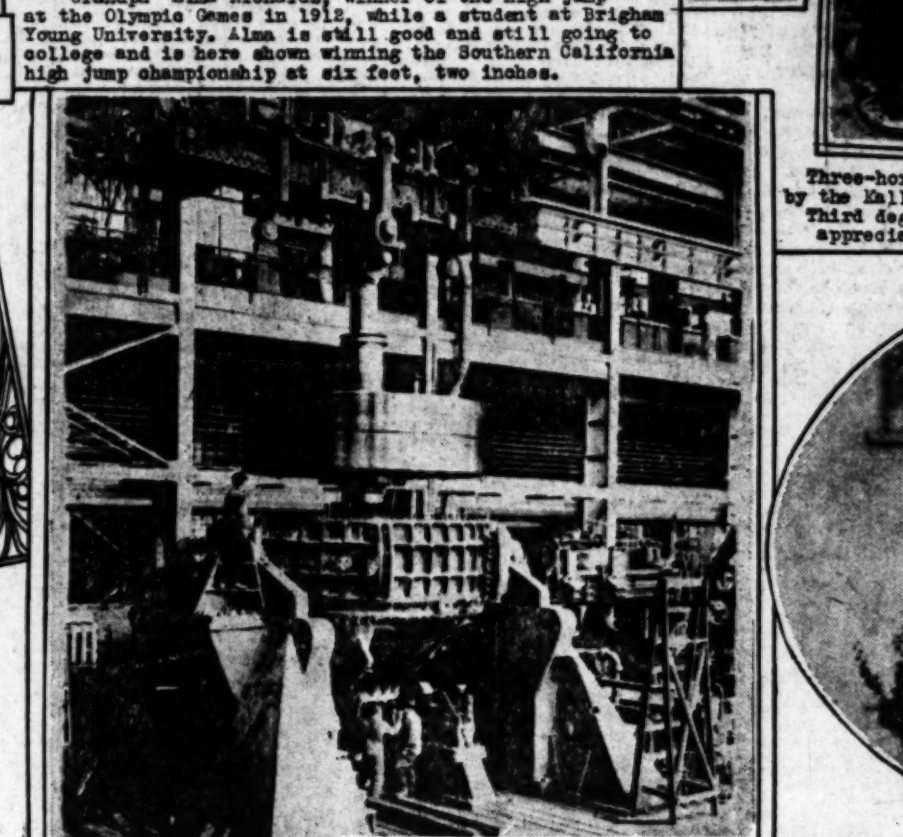 at the Olympic Games in 1912, while a student at Brigham
Young University. Alma is still good and still going to
college and is here shown winning the Southern California
high jump championship at six feet, two inches.
Three-hor
by the Kall
Third deg
apprecia